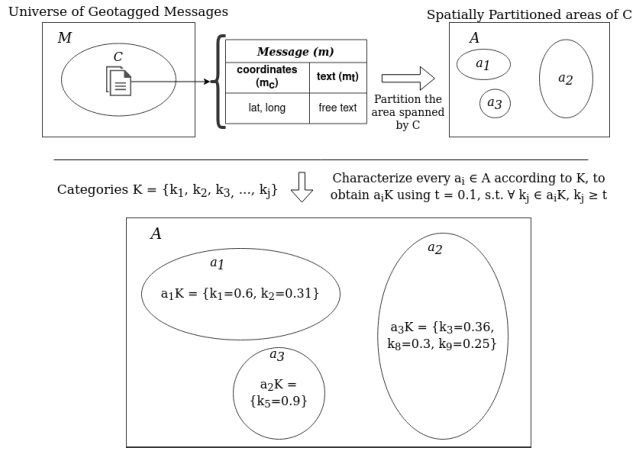 Universe of Geotagged Messages
Spatially Partitioned areas of C
M
C
Message (m)
coordinates
(mc)
text (mt)
lat, long
free text
Partition the
area spanned
by C
A
a1
a2
a3
Categories K = {k1, k2, k3, ..., kj}
Characterize every ai ∈ A according to K, to
obtain aiK using t = 0.1, s.t. ∀ kj ∈ aiK, kj ≥ t
A
a1
a1K = {k1=0.6, k2=0.31}
a2
a3K = {k3=0.36,
k8=0.3, k9=0.25}
a3
a2K =
{k5=0.9}